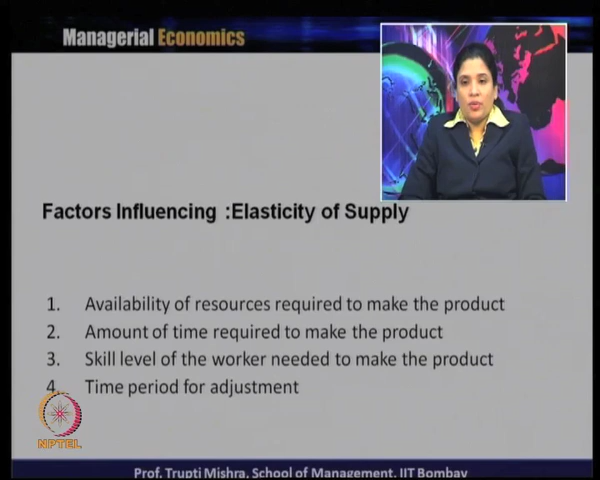 Managerial Economics
Factors Influencing :Elasticity of Supply
1. Availability of resources required to make the product
2. Amount of time required to make the product
3. Skill level of the worker needed to make the product
4. Time period for adjustment
NPTEL
Prof. Trupti Mishra, School of Management, IIT Bombay